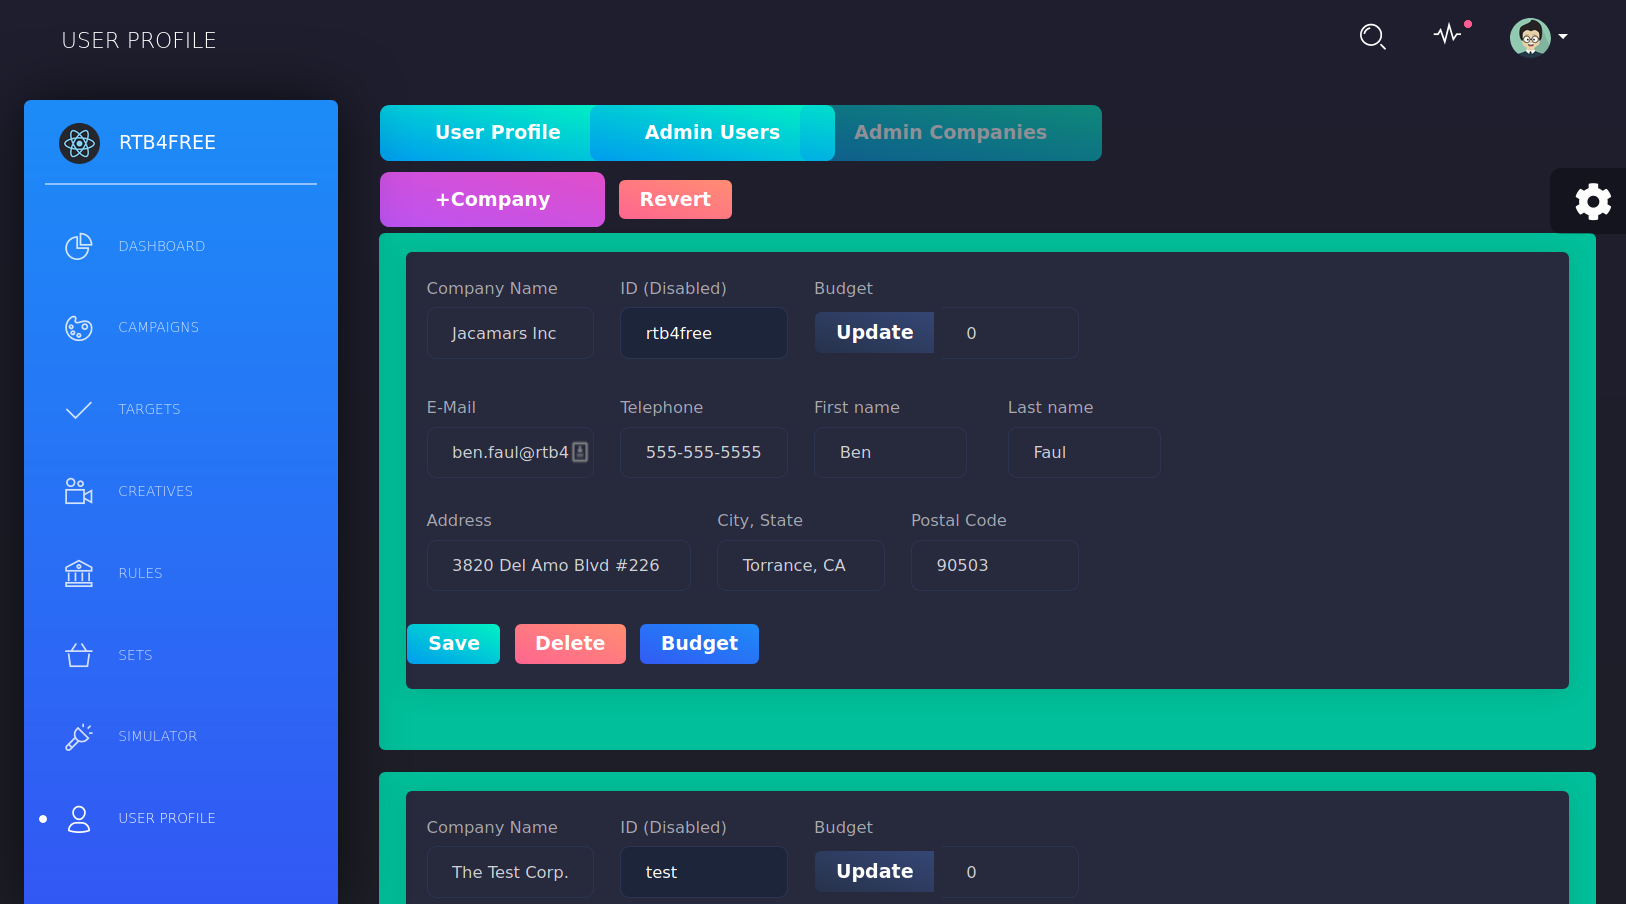 USER PROFILE
RTB4FREE
DASHBOARD
CAMPAIGNS
TARGETS
CREATIVES
RULES
SETS
SIMULATOR
USER PROFILE
User Profile Admin Users Admin Companies
+Company Revert
Company Name ID (Disabled) Budget
Jacamars Inc rtb4free Update 0
E-Mail Telephone First name Last name
ben.faul@rtb4 555-555-5555 Ben Faul
Address City, State Postal Code
3820 Del Amo Blvd #226 Torrance, CA 90503
Save Delete Budget
Company Name ID (Disabled) Budget
The Test Corp. test Update 0